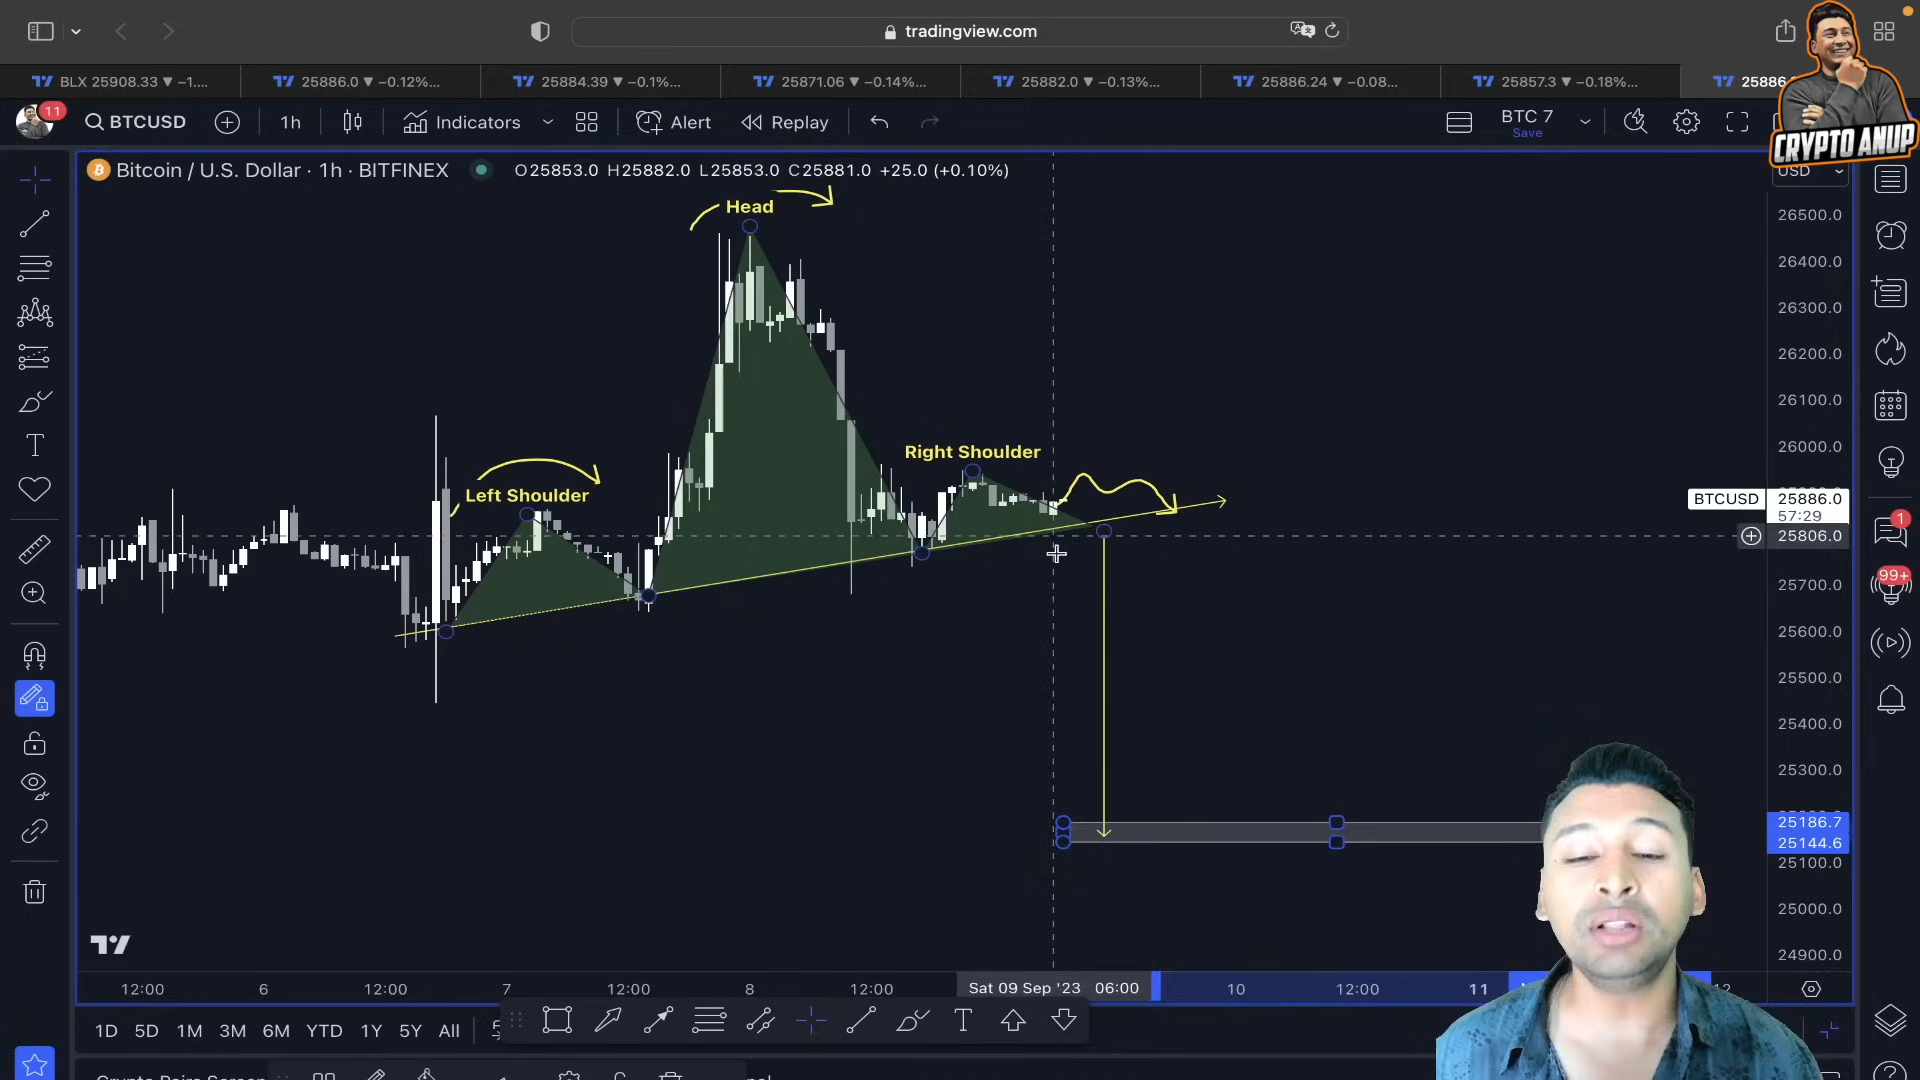 tradingview.com
BLX 25908.33 ▼ −1....
25886.0 ▼ −0.12%...
25884.39 ▼ −0.1%...
25871.06 ▼ −0.14%...
25882.0 ▼ −0.13%...
25886.24 ▼ −0.08...
25857.3 ▼ −0.18%...
25886
CRYPTO ANUP
11
BTCUSD
1h
Indicators
Alert
Replay
BTC 7
Save
Bitcoin / U.S. Dollar · 1h · BITFINEX
O25853.0 H25882.0 L25853.0 C25881.0 +25.0 (+0.10%)
USD
Head
Left Shoulder
Right Shoulder
26500.0
26400.0
26300.0
26200.0
26100.0
26000.0
BTCUSD 25886.0
57:29
25806.0
25700.0
25600.0
25500.0
25400.0
25300.0
25186.7
25144.6
25100.0
25000.0
24900.0
1
99+
12:00
6
12:00
7
12:00
8
12:00
Sat 09 Sep '23 06:00
10
12:00
11
12
1D 5D 1M 3M 6M YTD 1Y 5Y All